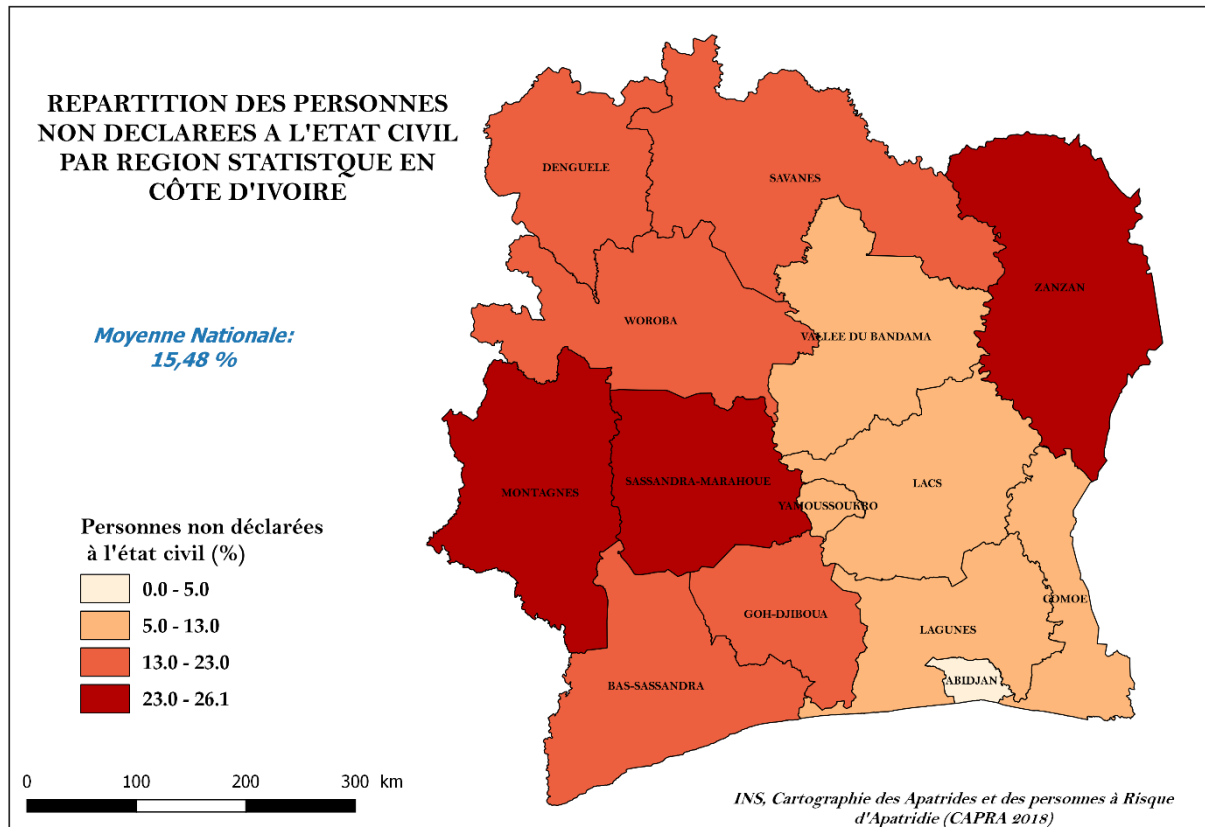 REPARTITION DES PERSONNES
NON DECLAREES A L'ETAT CIVIL
PAR REGION STATISTQUE EN
CÔTE D'IVOIRE
Moyenne Nationale:
15,48 %
DENGUELE
SAVANES
ZANZAN
WOROBA
VALLEE DU BANDAMA
MONTAGNES
SASSANDRA-MARAHOUE
LACS
YAMOUSSOUKRO
GOH-DJIBOUA
LAGUNES
COMOE
BAS-SASSANDRA
ABIDJAN
Personnes non déclarées
à l'état civil (%)
0.0 - 5.0
5.0 - 13.0
13.0 - 23.0
23.0 - 26.1
0 100 200 300 km
INS, Cartographie des Apatrides et des personnes à Risque
d'Apatridie (CAPRA 2018)